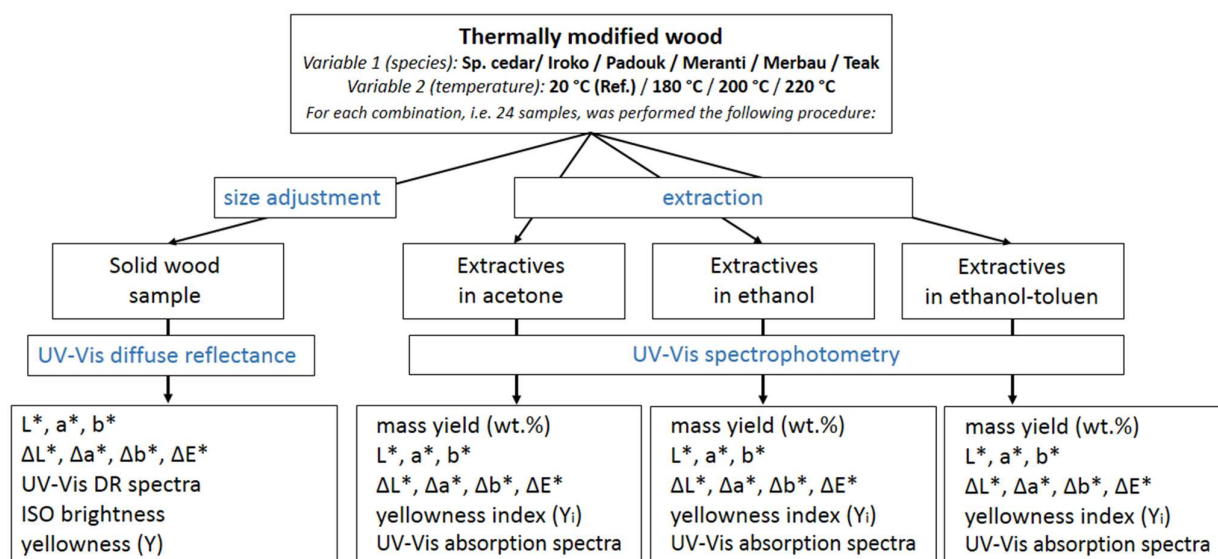 Thermally modified wood
Variable 1 (species): Sp. cedar/ Iroko / Padouk / Meranti / Merbau / Teak
Variable 2 (temperature): 20 °C (Ref.) / 180 °C / 200 °C / 220 °C
For each combination, i.e. 24 samples, was performed the following procedure:
size adjustment
extraction
Solid wood
sample
Extractives
in acetone
Extractives
in ethanol
Extractives
in ethanol-toluen
UV-Vis diffuse reflectance
UV-Vis spectrophotometry
L*, a*, b*
ΔL*, Δa*, Δb*, ΔE*
UV-Vis DR spectra
ISO brightness
yellowness (Y)
mass yield (wt.%)
L*, a*, b*
ΔL*, Δa*, Δb*, ΔE*
yellowness index (Yᵢ)
UV-Vis absorption spectra
mass yield (wt.%)
L*, a*, b*
ΔL*, Δa*, Δb*, ΔE*
yellowness index (Yᵢ)
UV-Vis absorption spectra
mass yield (wt.%)
L*, a*, b*
ΔL*, Δa*, Δb*, ΔE*
yellowness index (Yᵢ)
UV-Vis absorption spectra